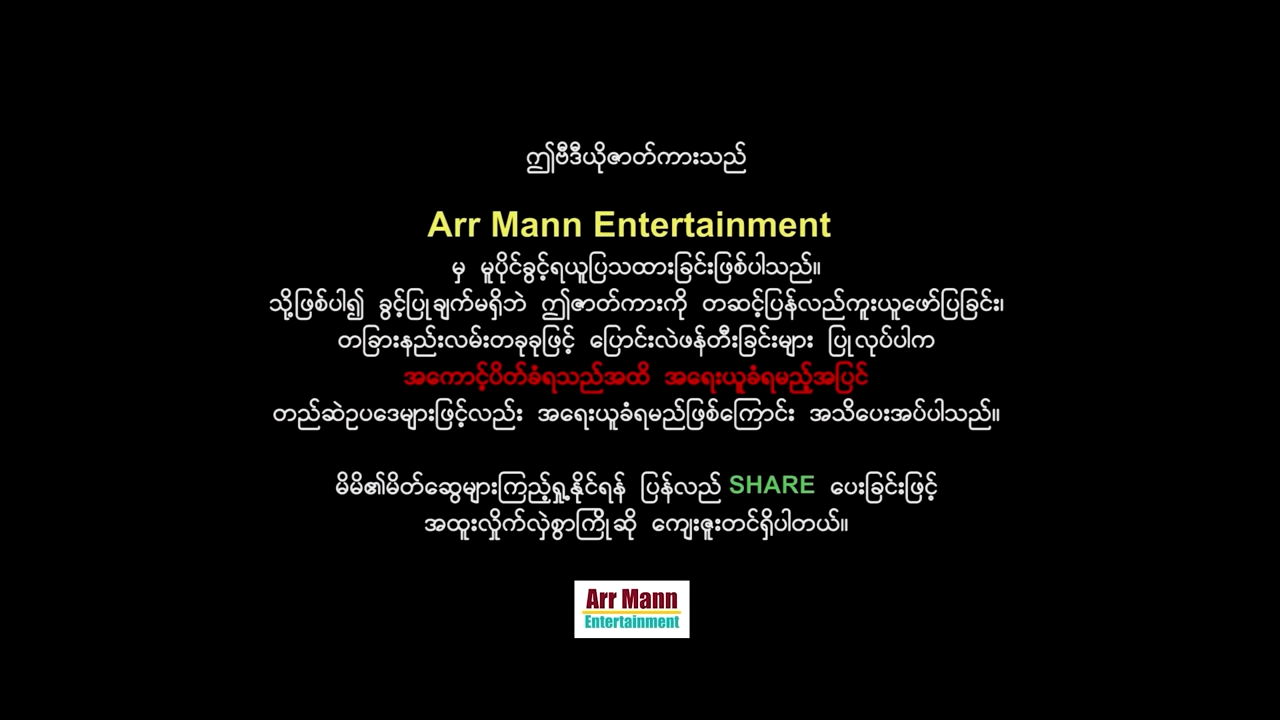 ဤဗီဒီယိုဇာတ်ကားသည်
Arr Mann Entertainment
မှ မူပိုင်ခွင့်ရယူပြသထားခြင်းဖြစ်ပါသည်။
သို့ဖြစ်ပါ၍ ခွင့်ပြုချက်မရှိဘဲ ဤဇာတ်ကားကို တဆင့်ပြန်လည်ကူးယူဖော်ပြခြင်း၊
တခြားနည်းလမ်းတခုခုဖြင့် ပြောင်းလဲဖန်တီးခြင်းများ ပြုလုပ်ပါက
အကောင့်ပိတ်ခံရသည်အထိ အရေးယူခံရမည့်အပြင်
တည်ဆဲဥပဒေများဖြင့်လည်း အရေးယူခံရမည်ဖြစ်ကြောင်း အသိပေးအပ်ပါသည်။
မိမိ၏မိတ်ဆွေများကြည့်ရှု့နိုင်ရန် ပြန်လည် SHARE ပေးခြင်းဖြင့်
အထူးလှိုက်လှဲစွာကြိုဆို ကျေးဇူးတင်ရှိပါတယ်။
Arr Mann
Entertainment